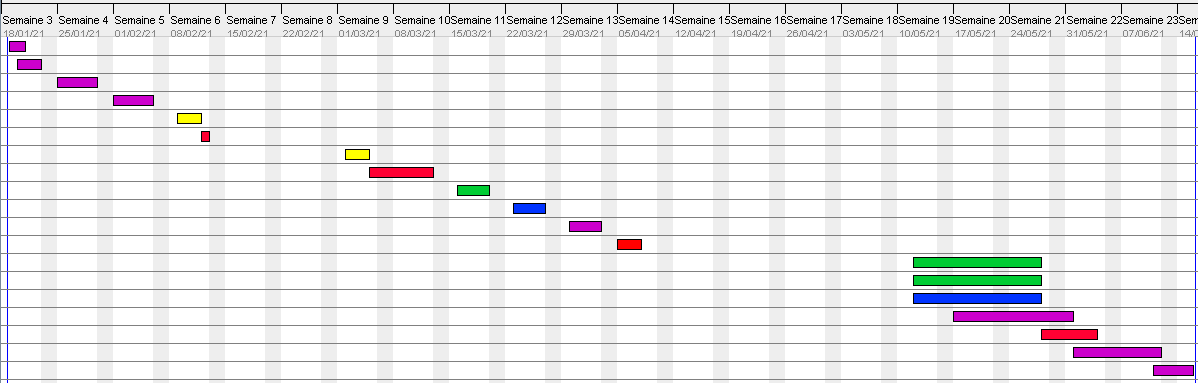 Semaine 3 Semaine 4 Semaine 5 Semaine 6 Semaine 7 Semaine 8 Semaine 9 Semaine 10 Semaine 11 Semaine 12 Semaine 13 Semaine 14 Semaine 15 Semaine 16 Semaine 17 Semaine 18 Semaine 19 Semaine 20 Semaine 21 Semaine 22 Semaine 23 Sem
18/01/21 25/01/21 01/02/21 08/02/21 15/02/21 22/02/21 01/03/21 08/03/21 15/03/21 22/03/21 29/03/21 05/04/21 12/04/21 19/04/21 26/04/21 03/05/21 10/05/21 17/05/21 24/05/21 31/05/21 07/06/21 14/0